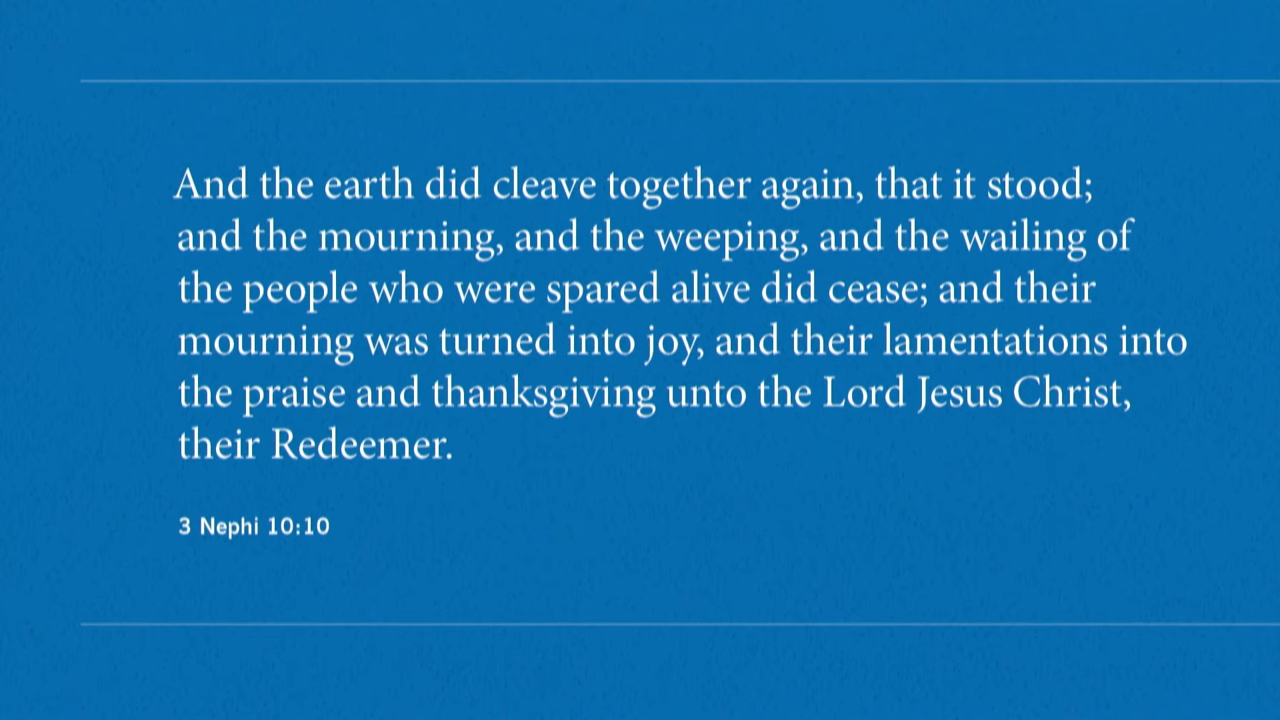 And the earth did cleave together again, that it stood;
and the mourning, and the weeping, and the wailing of
the people who were spared alive did cease; and their
mourning was turned into joy, and their lamentations into
the praise and thanksgiving unto the Lord Jesus Christ,
their Redeemer.
3 Nephi 10:10